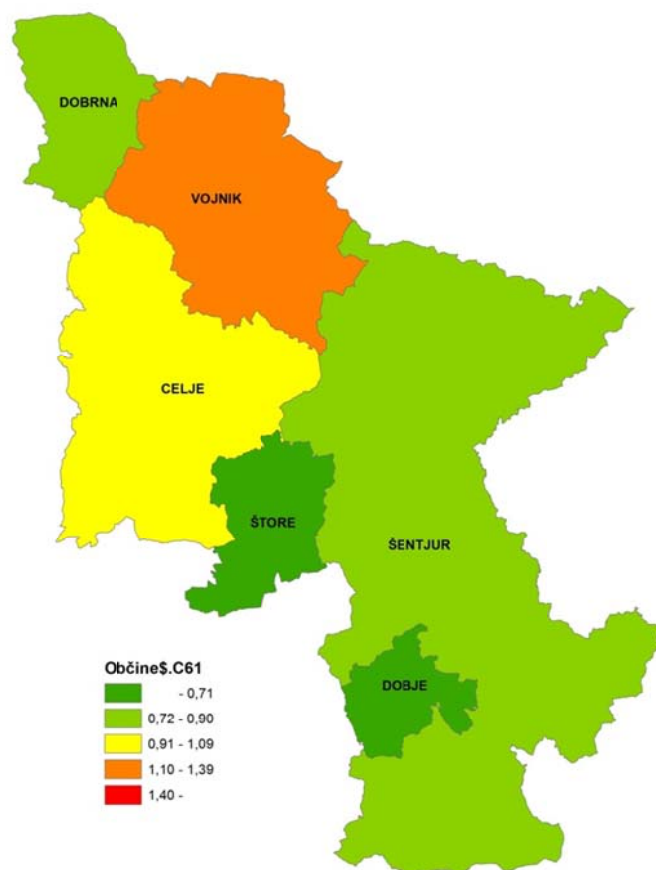 DOBRNA
VOJNIK
CELJE
ŠTORE
ŠENTJUR
DOBJE
Občine$.C61
- 0,71
0,72 - 0,90
0,91 - 1,09
1,10 - 1,39
1,40 -